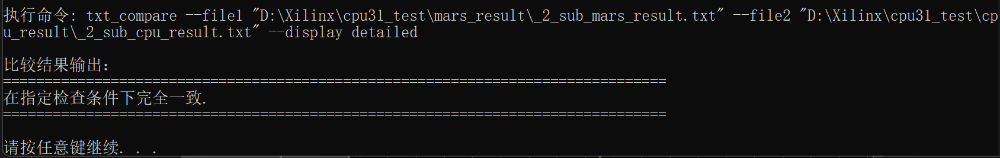 执行命令: txt_compare --file1 "D:\Xilinx\cpu31_test\mars_result\_2_sub_mars_result.txt" --file2 "D:\Xilinx\cpu31_test\cp
u_result\_2_sub_cpu_result.txt" --display detailed
比较结果输出：
================================================================================
在指定检查条件下完全一致.
================================================================================
请按任意键继续. . .